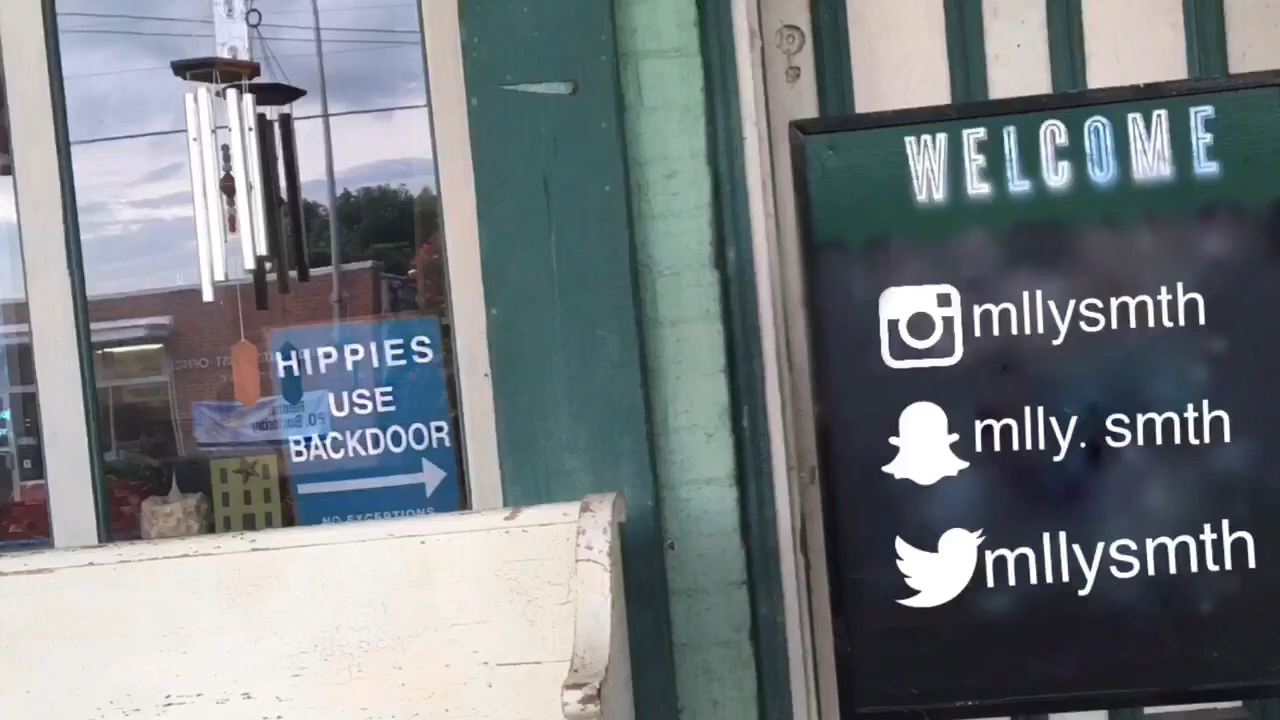 HIPPIES
USE
BACKDOOR
NO EXCEPTIONS
WELCOME
mllysmth
mlly. smth
mllysmth